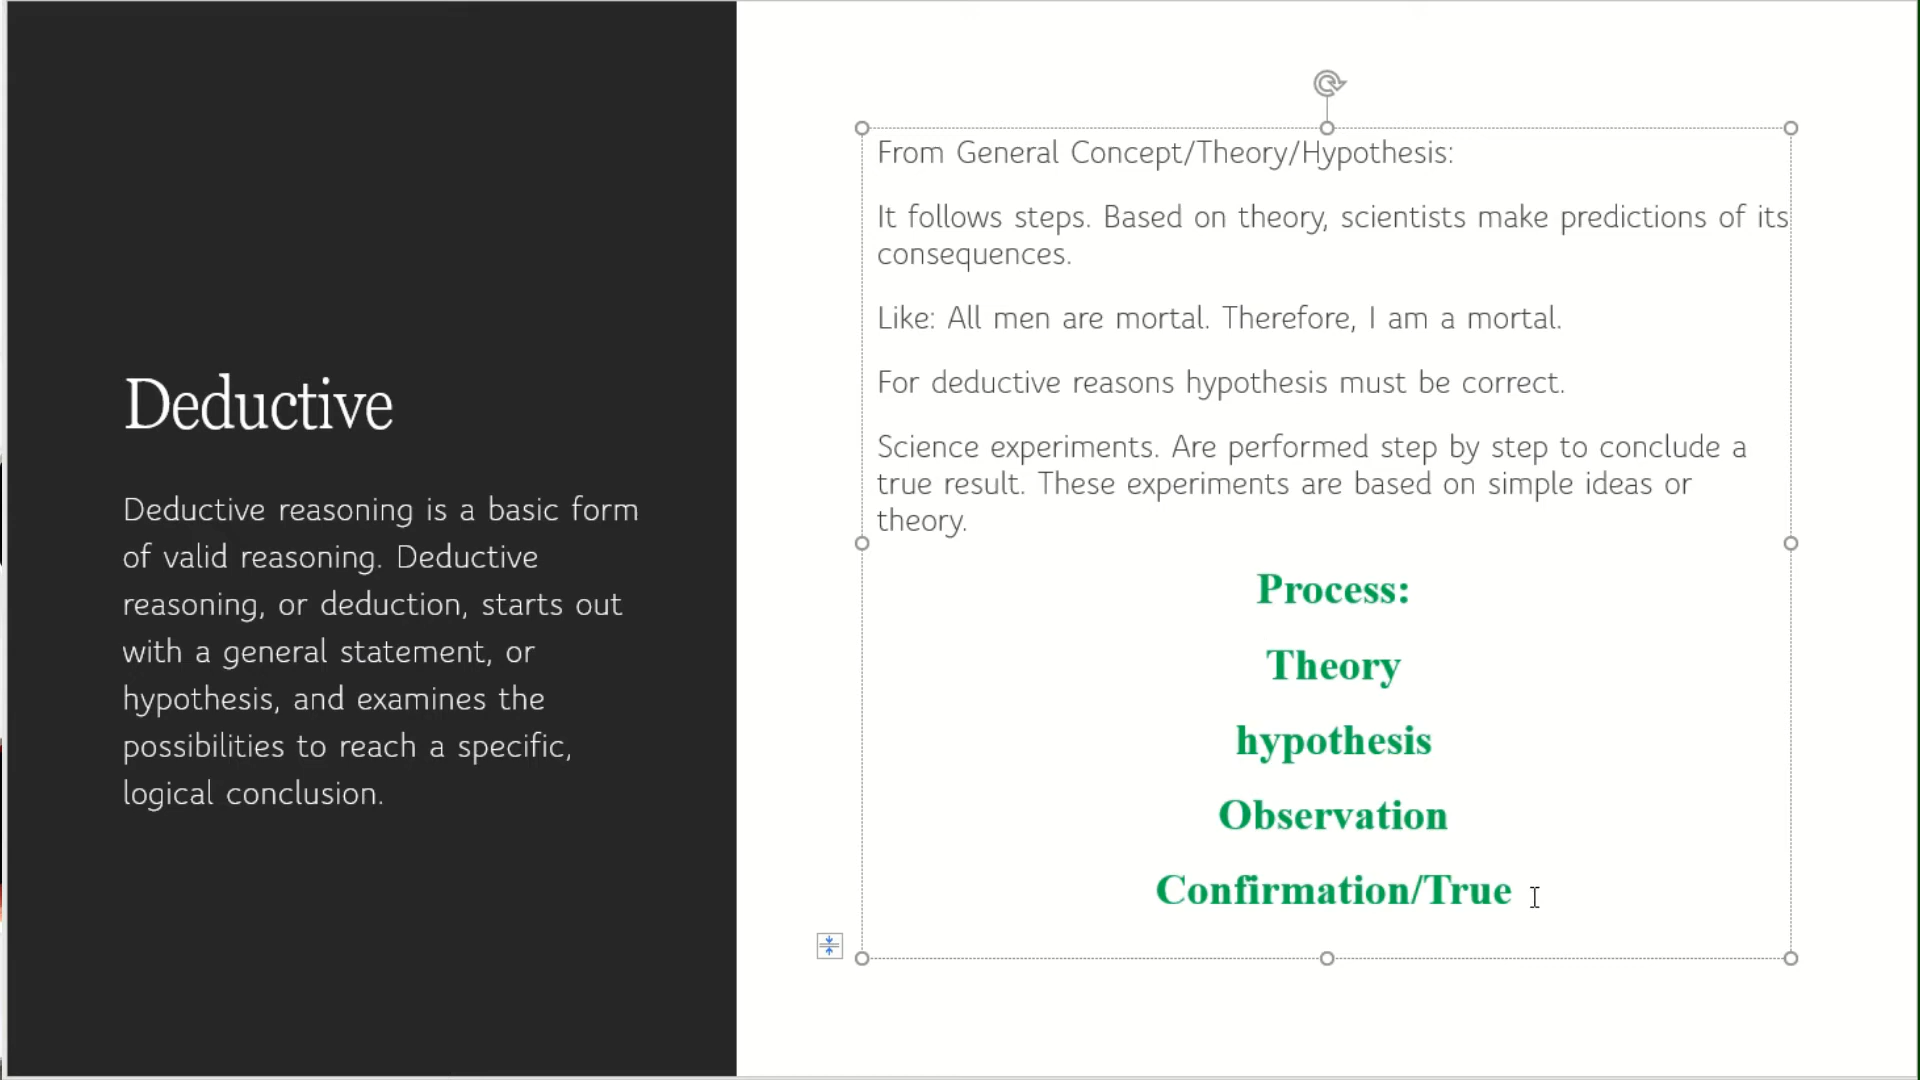 Deductive
Deductive reasoning is a basic form
of valid reasoning. Deductive
reasoning, or deduction, starts out
with a general statement, or
hypothesis, and examines the
possibilities to reach a specific,
logical conclusion.
From General Concept/Theory/Hypothesis:
It follows steps. Based on theory, scientists make predictions of its
consequences.
Like: All men are mortal. Therefore, I am a mortal.
For deductive reasons hypothesis must be correct.
Science experiments. Are performed step by step to conclude a
true result. These experiments are based on simple ideas or
theory.
Process:
Theory
hypothesis
Observation
Confirmation/True